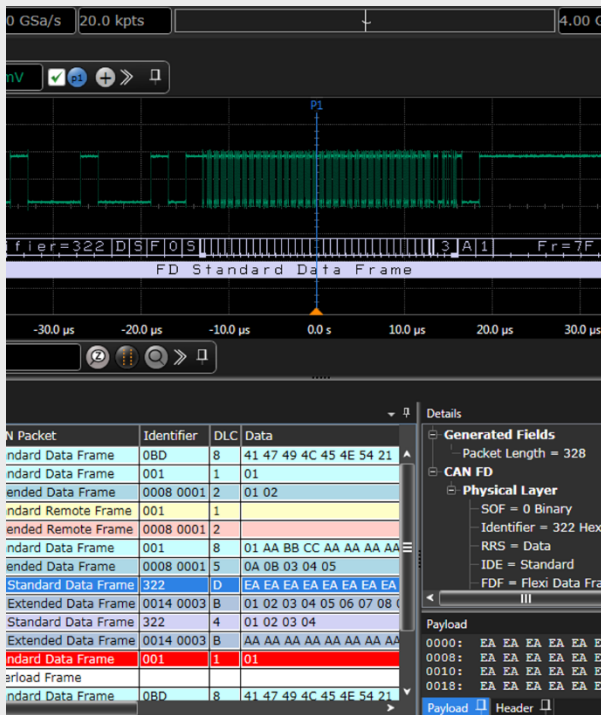 0 GSa/s 20.0 kpts 4.00 G
mV p1
P1
ifier=322 D S F 0 S 3 A 1 Fr=7F
FD Standard Data Frame
-30.0 µs -20.0 µs -10.0 µs 0.0 s 10.0 µs 20.0 µs 30.0 µs
N Packet Identifier DLC Data
ndard Data Frame 0BD 8 41 47 49 4C 45 4E 54 21
ndard Data Frame 001 1 01
ended Data Frame 0008 0001 2 01 02
ndard Remote Frame 001 1
ended Remote Frame 0008 0001 2
ndard Data Frame 001 8 01 AA BB CC AA AA AA AA
ended Data Frame 0008 0001 5 0A 0B 03 04 05
Standard Data Frame 322 D EA EA EA EA EA EA EA EA
Extended Data Frame 0014 0003 B 01 02 03 04 05 06 07 08
Standard Data Frame 322 4 01 02 03 04
Extended Data Frame 0014 0003 B AA AA AA AA AA AA AA AA
ndard Data Frame 001 1 01
erload Frame
ndard Data Frame 0BD 8 41 47 49 4C 45 4E 54 21
Details
Generated Fields
Packet Length = 328
CAN FD
Physical Layer
SOF = 0 Binary
Identifier = 322 Hex
RRS = Data
IDE = Standard
FDF = Flexi Data Fra
Payload
0000: EA EA EA EA EA E
0008: EA EA EA EA EA E
0010: EA EA EA EA EA E
0018: EA EA EA EA EA E
Payload Header